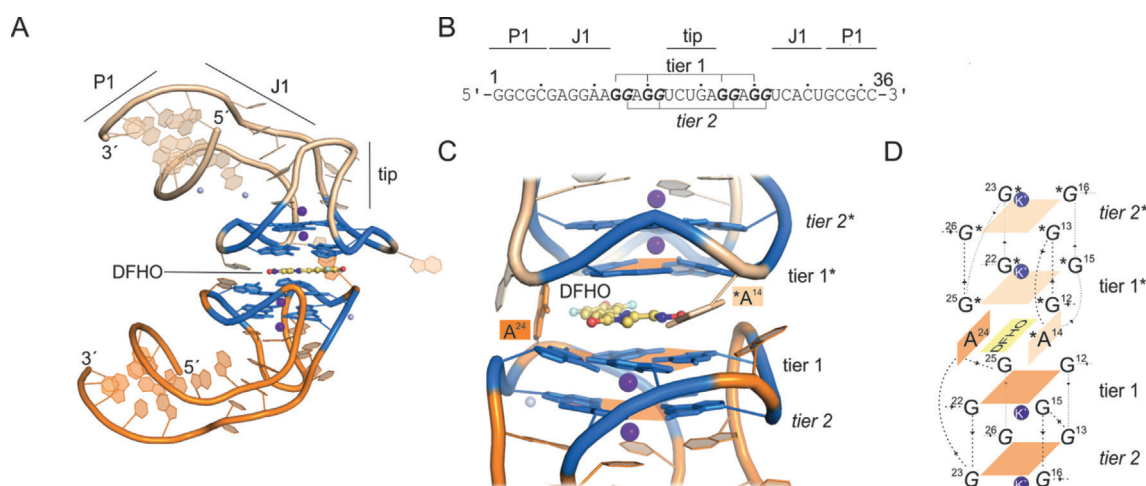 A
P1
J1
5´
3´
tip
DFHO
3´
5´
B
P1 J1 tip J1 P1
tier 1
1 36
5'-GGCGCGAGGAAGGAGGUCUGAGGAGGUCACUGCGCC-3'
tier 2
C
tier 2*
tier 1*
DFHO
*A14
A24
tier 1
tier 2
D
23G* K+ *G16
tier 2*
26G* *G13
22G* K+ *G15
tier 1*
25G* *G12
A24 DFHO *A14
25G G12
tier 1
22G K+ G15
26G G13
tier 2
23G K+ G16